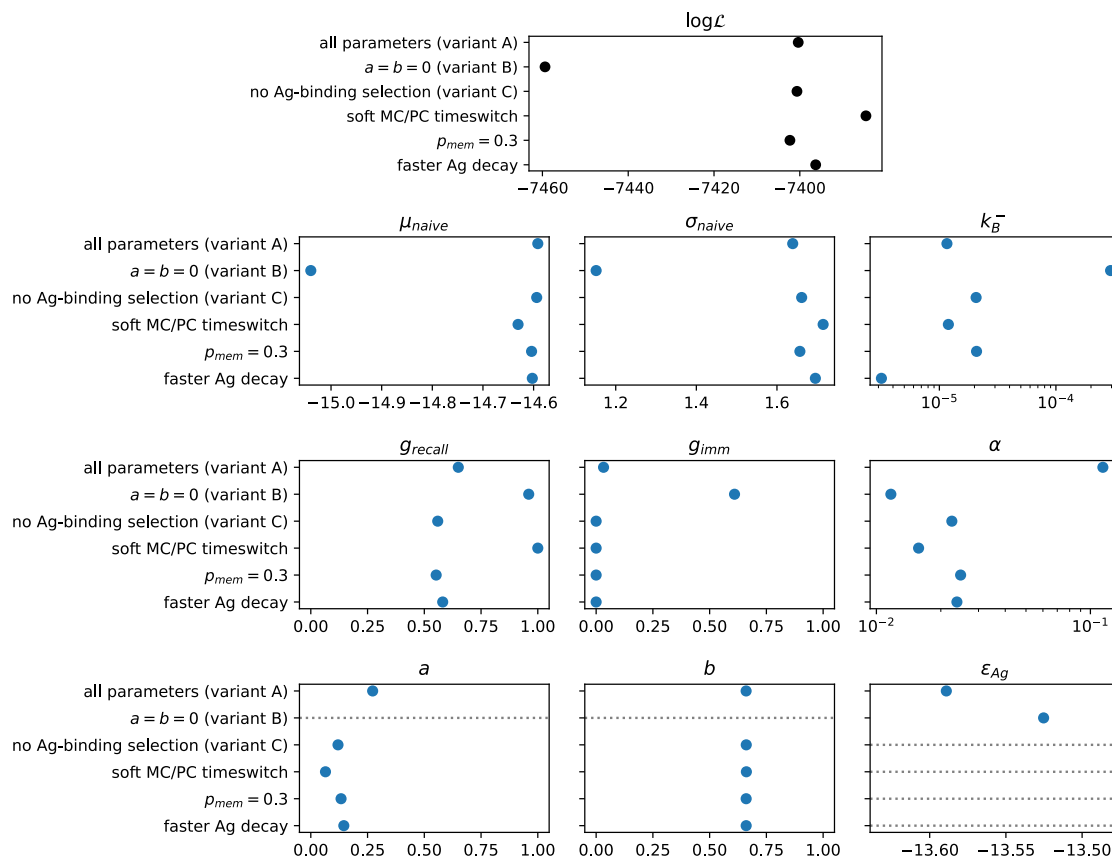 logℒ
all parameters (variant A)
a = b = 0 (variant B)
no Ag-binding selection (variant C)
soft MC/PC timeswitch
p_mem = 0.3
faster Ag decay
−7460 −7440 −7420 −7400
μ_naive σ_naive k_B^−
all parameters (variant A)
a = b = 0 (variant B)
no Ag-binding selection (variant C)
soft MC/PC timeswitch
p_mem = 0.3
faster Ag decay
−15.0 −14.9 −14.8 −14.7 −14.6 1.2 1.4 1.6 10^−5 10^−4
g_recall g_imm α
all parameters (variant A)
a = b = 0 (variant B)
no Ag-binding selection (variant C)
soft MC/PC timeswitch
p_mem = 0.3
faster Ag decay
0.00 0.25 0.50 0.75 1.00 0.00 0.25 0.50 0.75 1.00 10^−2 10^−1
a b ε_Ag
all parameters (variant A)
a = b = 0 (variant B)
no Ag-binding selection (variant C)
soft MC/PC timeswitch
p_mem = 0.3
faster Ag decay
0.00 0.25 0.50 0.75 1.00 0.00 0.25 0.50 0.75 1.00 −13.60 −13.55 −13.50